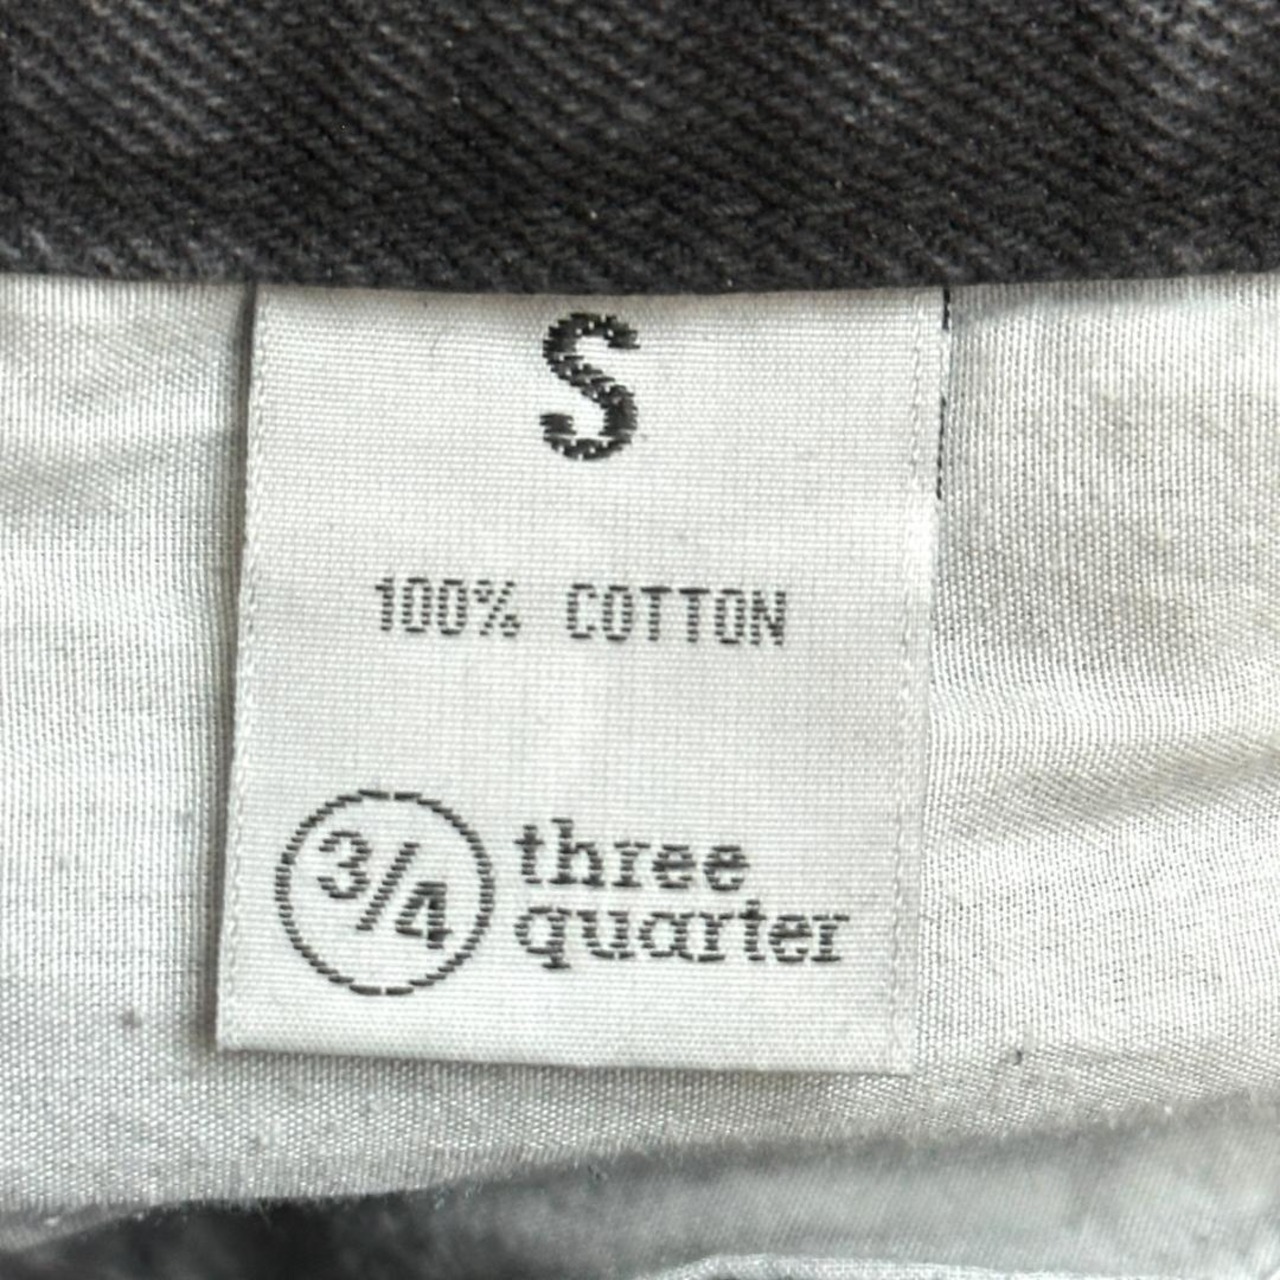 S
100% COTTON
3/4
three
quarter